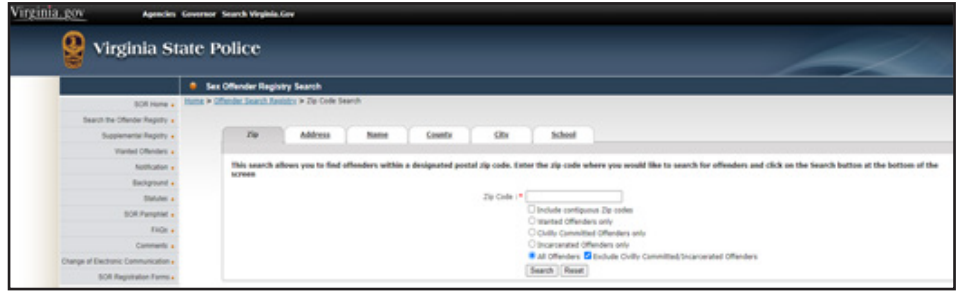 Virginia.gov Agencies Governor Search Virginia.Gov
Virginia State Police
Sex Offender Registry Search
Home > Offender Search Registry > Zip Code Search
SOR Home
Search the Offender Registry
Supplemental Registry
Wanted Offenders
Notification
Background
Statutes
SOR Pamphlet
FAQs
Comments
Change of Electronic Communication
SOR Registration Forms
Zip Address Name County City School
This search allows you to find offenders within a designated postal zip code. Enter the zip code where you would like to search for offenders and click on the Search button at the bottom of the
screen
Zip Code :*
Include contiguous Zip codes
Wanted Offenders only
Civilly Committed Offenders only
Incarcerated Offenders only
All Offenders Exclude Civilly Committed/Incarcerated Offenders
Search Reset